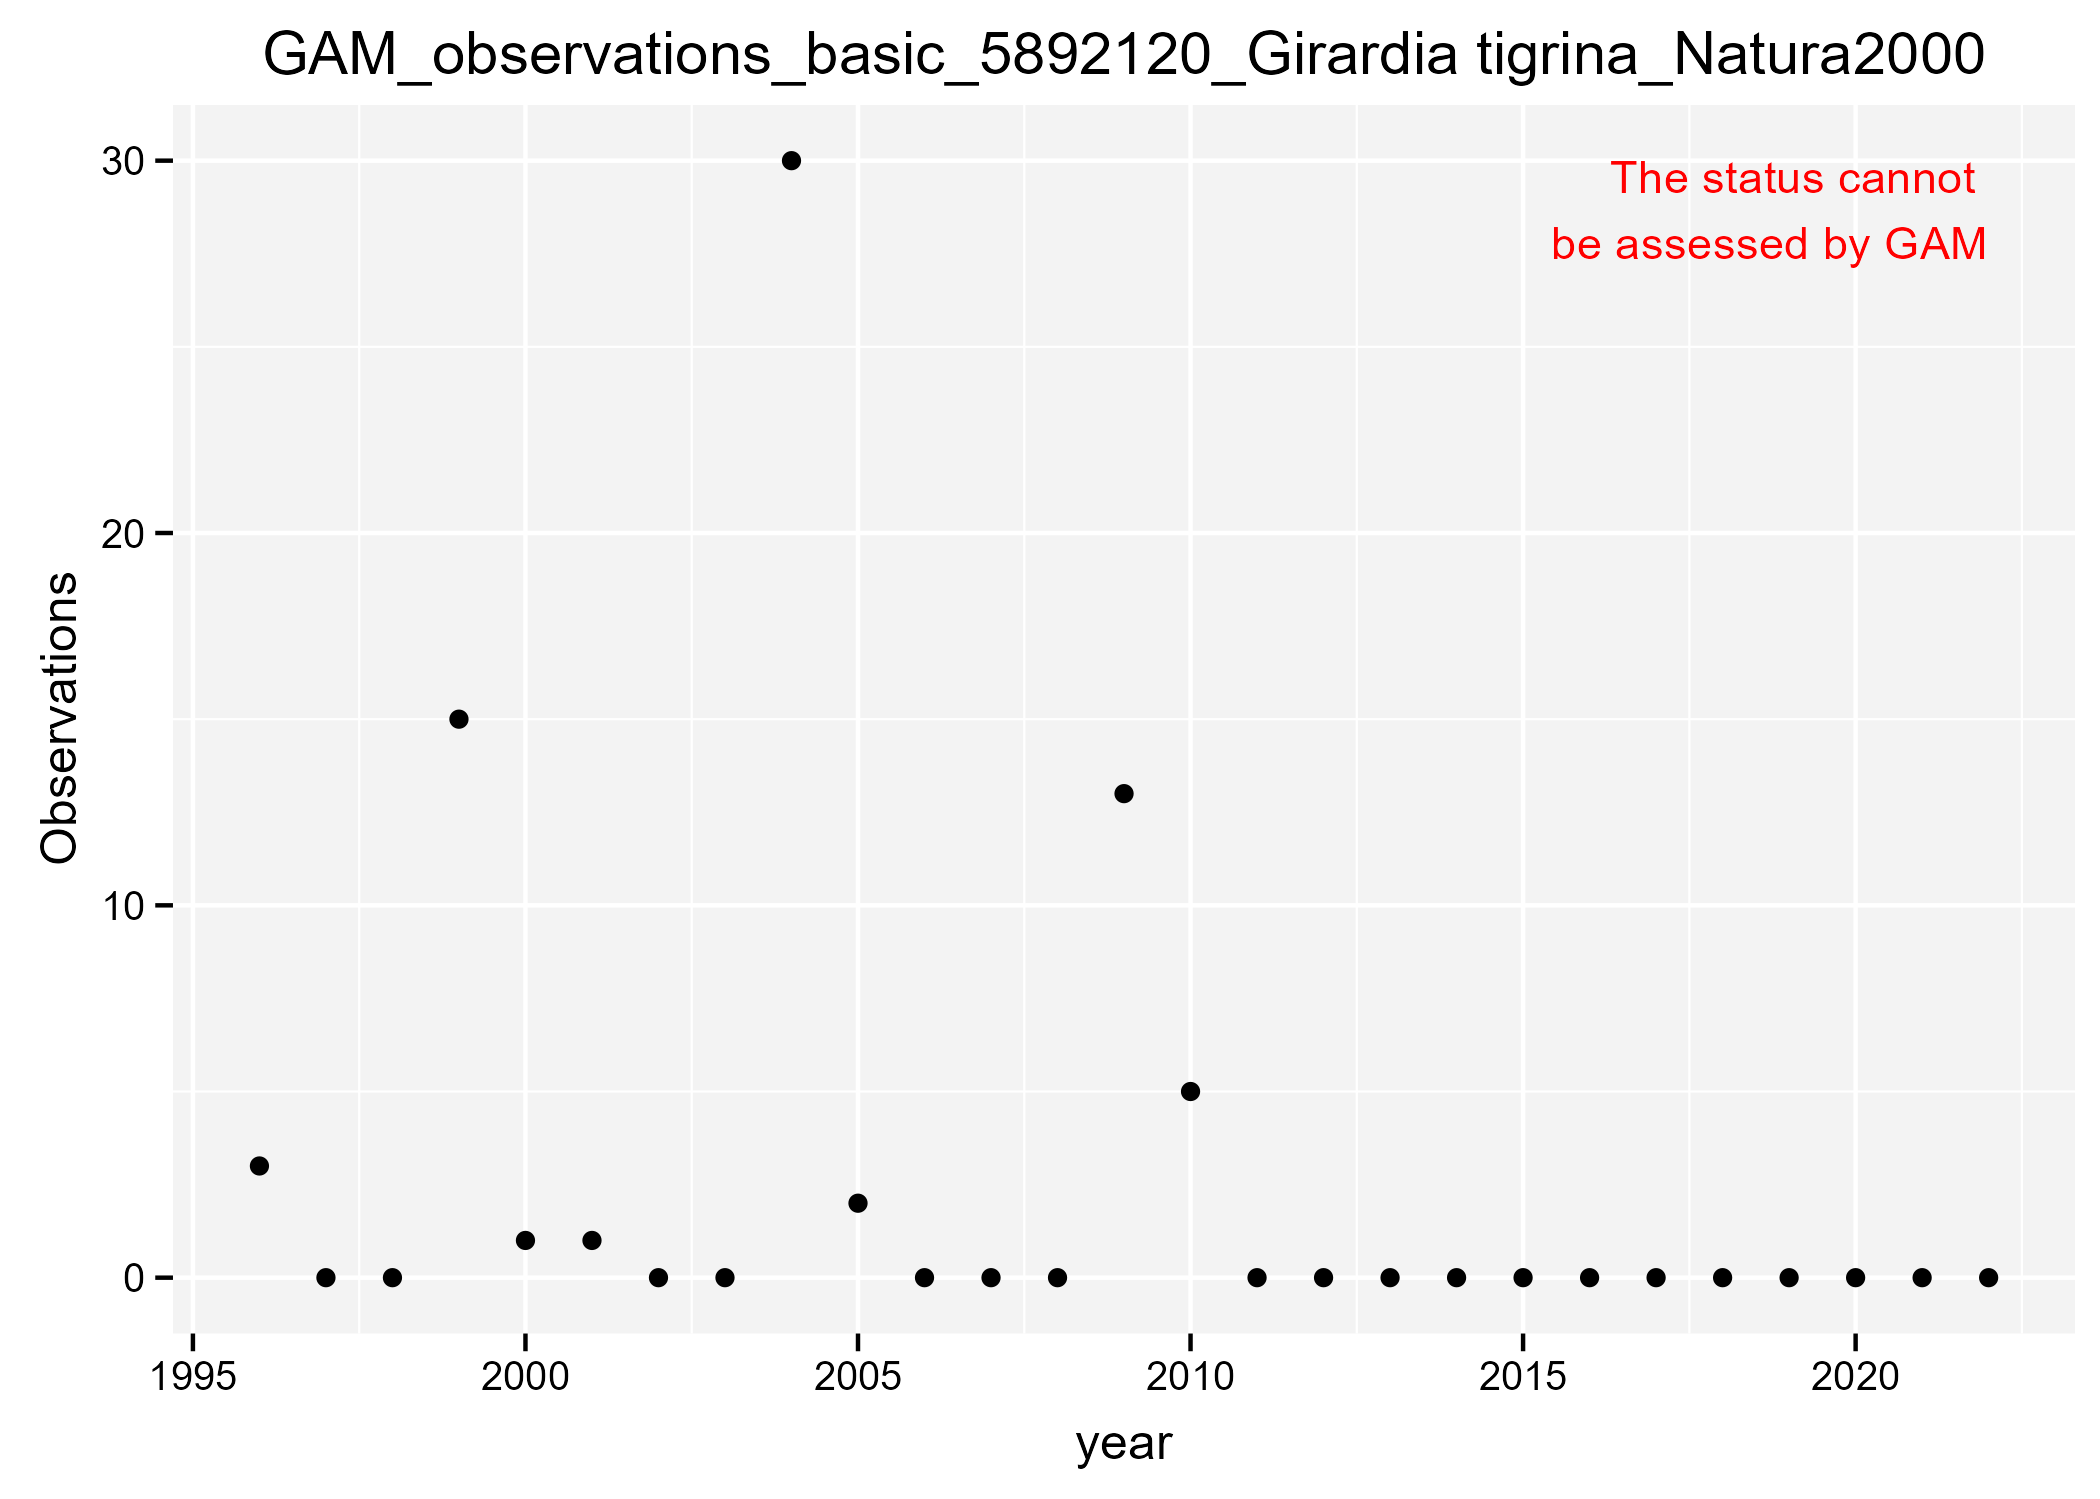 GAM_observations_basic_5892120_Girardia tigrina_Natura2000
The status cannot
be assessed by GAM
30
20
10
0
Observations
1995 2000 2005 2010 2015 2020
year